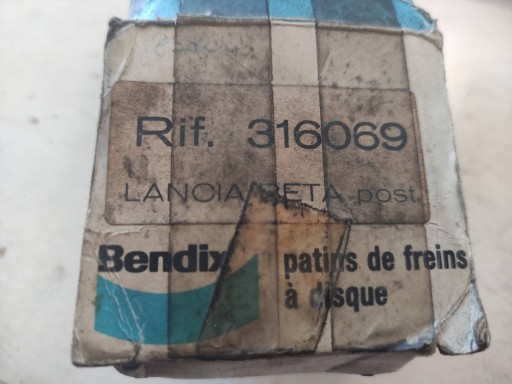 Rif. 316069
LANCIA BETA post.
Bendix
patins de freins
à disque